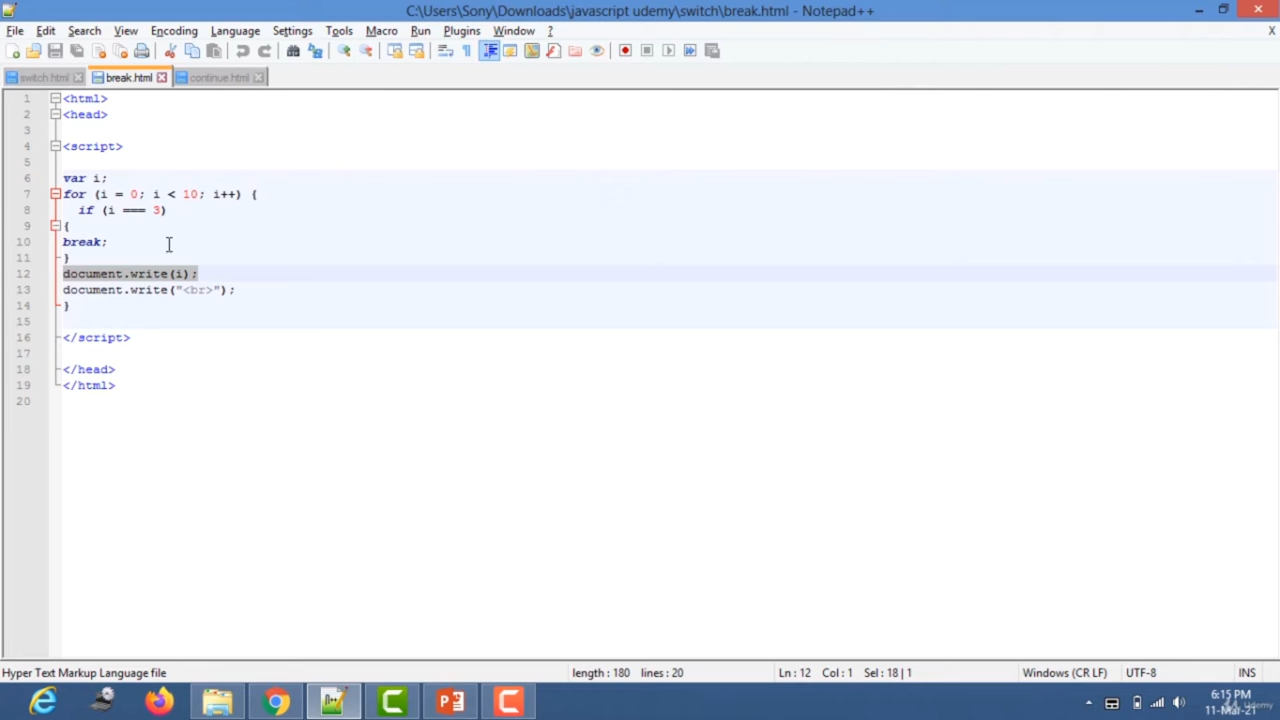 C:\Users\Sony\Downloads\javascript udemy\switch\break.html - Notepad++
File Edit Search View Encoding Language Settings Tools Macro Run Plugins Window ? X
switch.html break.html continue.html
1 <html>
2 <head>
3
4 <script>
5
6 var i;
7 for (i = 0; i < 10; i++) {
8 if (i === 3)
9 {
10 break;
11 }
12 document.write(i);
13 document.write("<br>");
14 }
15
16 </script>
17
18 </head>
19 </html>
20
Hyper Text Markup Language file length : 180 lines : 20 Ln : 12 Col : 1 Sel : 18 | 1 Windows (CR LF) UTF-8 INS
6:15 PM
11-Mar-21
Udemy